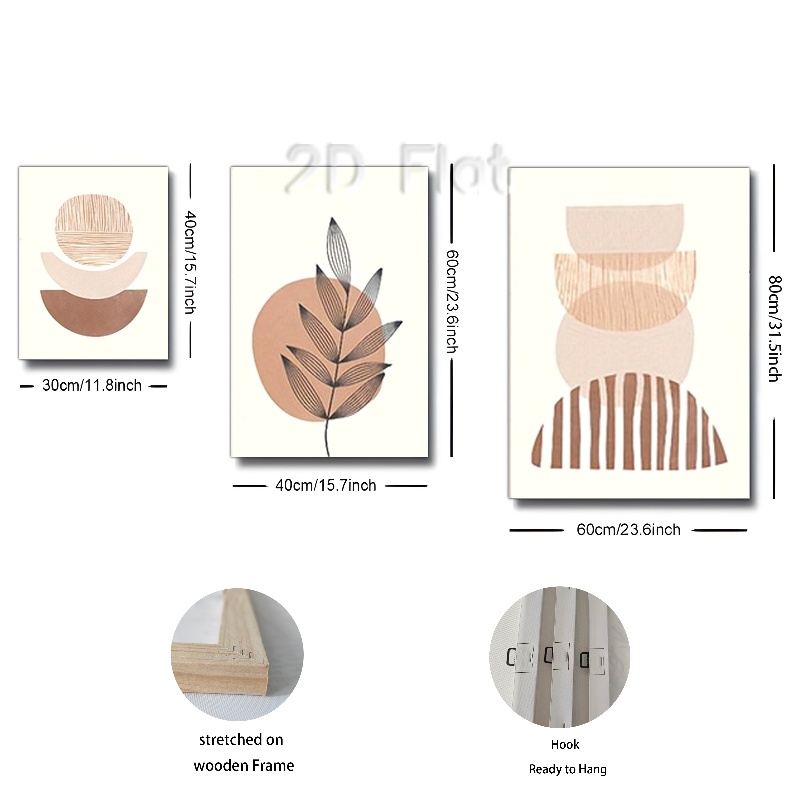 2D Flat
40cm/15.7inch
30cm/11.8inch
60cm/23.6inch
40cm/15.7inch
80cm/31.5inch
60cm/23.6inch
stretched on
wooden Frame
Hook
Ready to Hang